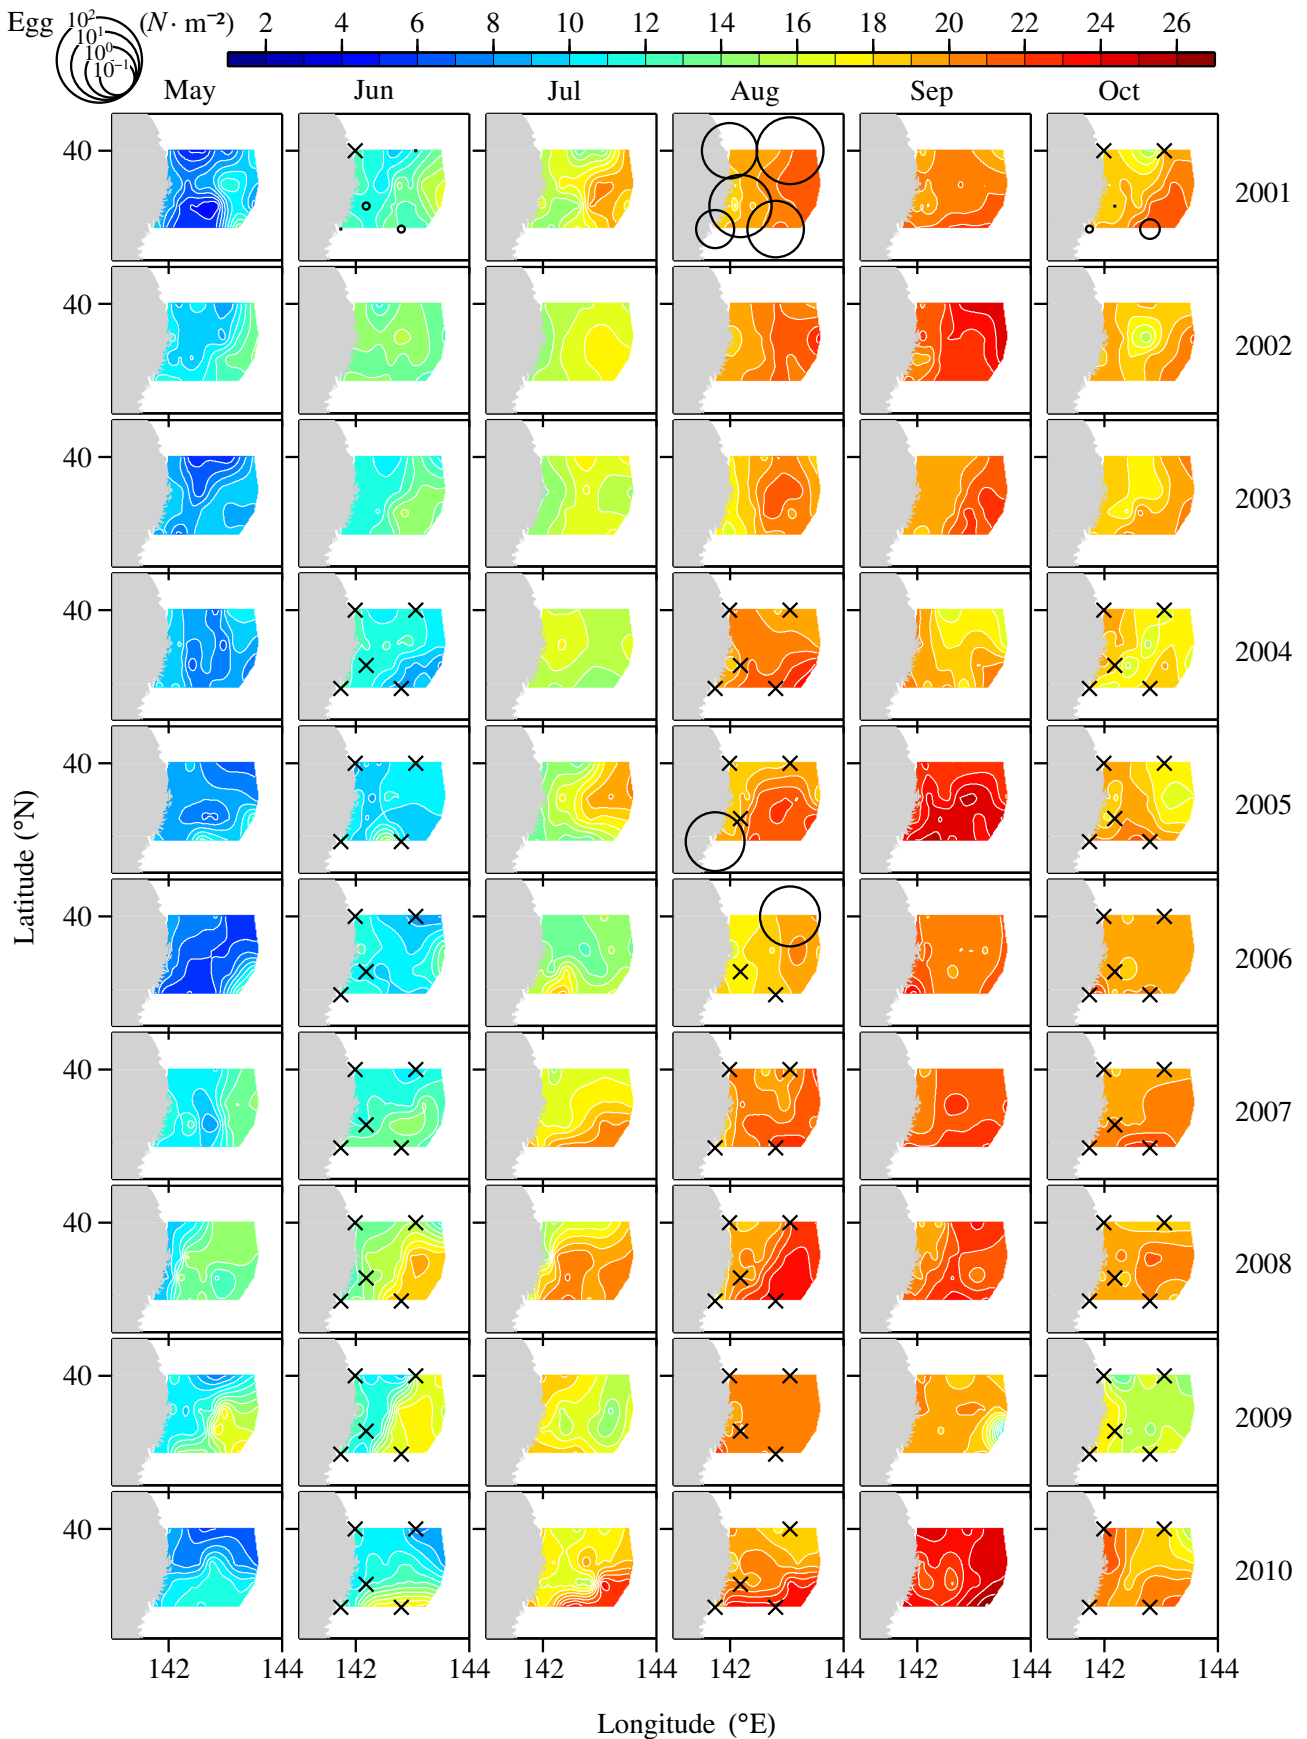 Egg 10² 10¹ 10⁰ 10⁻¹ (N · m⁻²) 2 4 6 8 10 12 14 16 18 20 22 24 26
May Jun Jul Aug Sep Oct
40 2001
40 2002
40 2003
40 2004
40 2005
40 2006
40 2007
40 2008
40 2009
40 2010
Latitude (°N)
142 144 142 144 142 144 142 144 142 144 142 144
Longitude (°E)